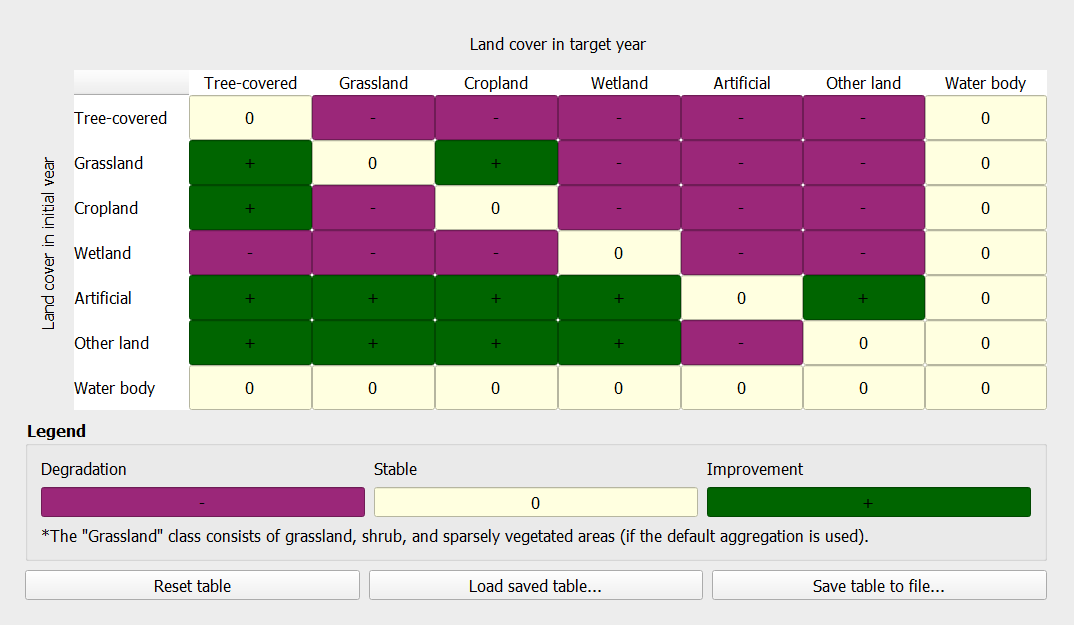 Land cover in target year
Tree-covered Grassland Cropland Wetland Artificial Other land Water body
Land cover in initial year
Tree-covered 0 - - - - - 0
Grassland + 0 + - - - 0
Cropland + - 0 - - - 0
Wetland - - - 0 - - 0
Artificial + + + + 0 + 0
Other land + + + + - 0 0
Water body 0 0 0 0 0 0 0
Legend
Degradation Stable Improvement
- 0 +
*The "Grassland" class consists of grassland, shrub, and sparsely vegetated areas (if the default aggregation is used).
Reset table Load saved table... Save table to file...